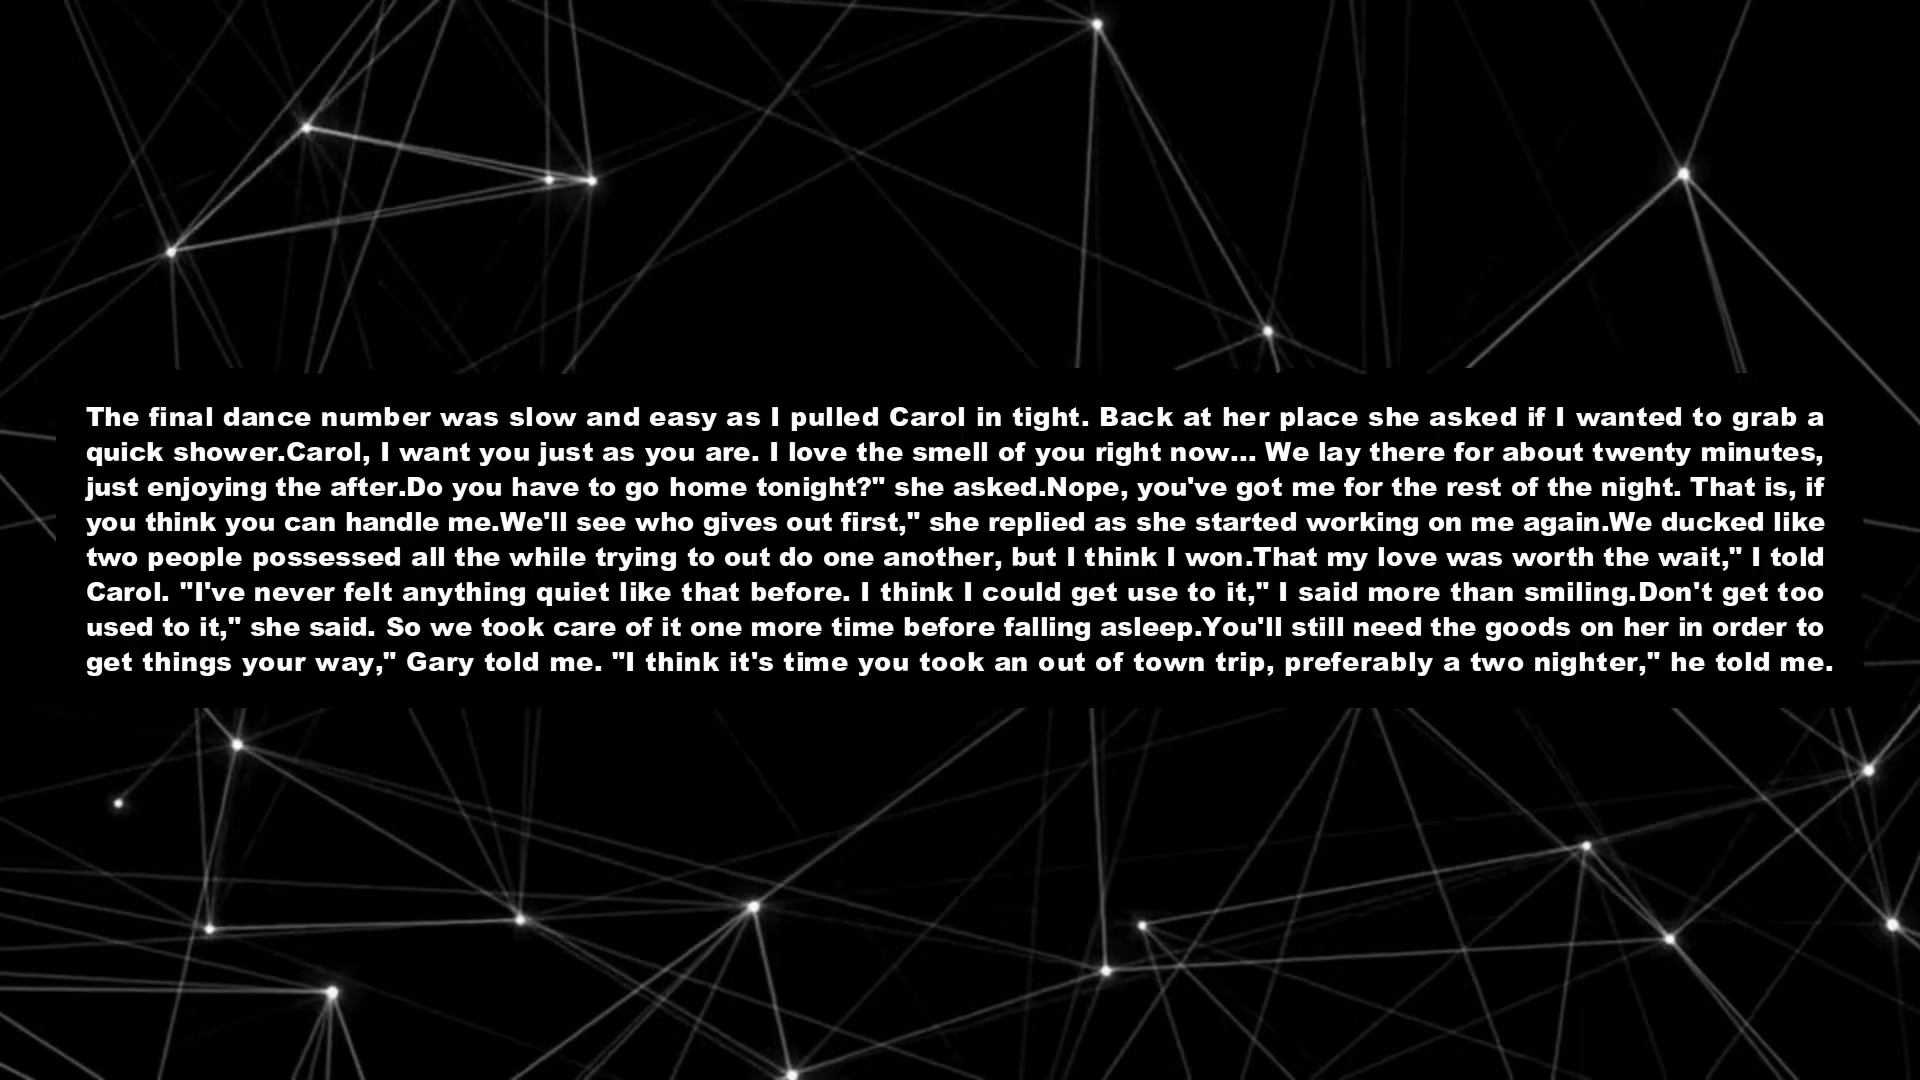 The final dance number was slow and easy as I pulled Carol in tight. Back at her place she asked if I wanted to grab a
quick shower.Carol, I want you just as you are. I love the smell of you right now... We lay there for about twenty minutes,
just enjoying the after.Do you have to go home tonight?" she asked.Nope, you've got me for the rest of the night. That is, if
you think you can handle me.We'll see who gives out first," she replied as she started working on me again.We ducked like
two people possessed all the while trying to out do one another, but I think I won.That my love was worth the wait," I told
Carol. "I've never felt anything quiet like that before. I think I could get use to it," I said more than smiling.Don't get too
used to it," she said. So we took care of it one more time before falling asleep.You'll still need the goods on her in order to
get things your way," Gary told me. "I think it's time you took an out of town trip, preferably a two nighter," he told me.